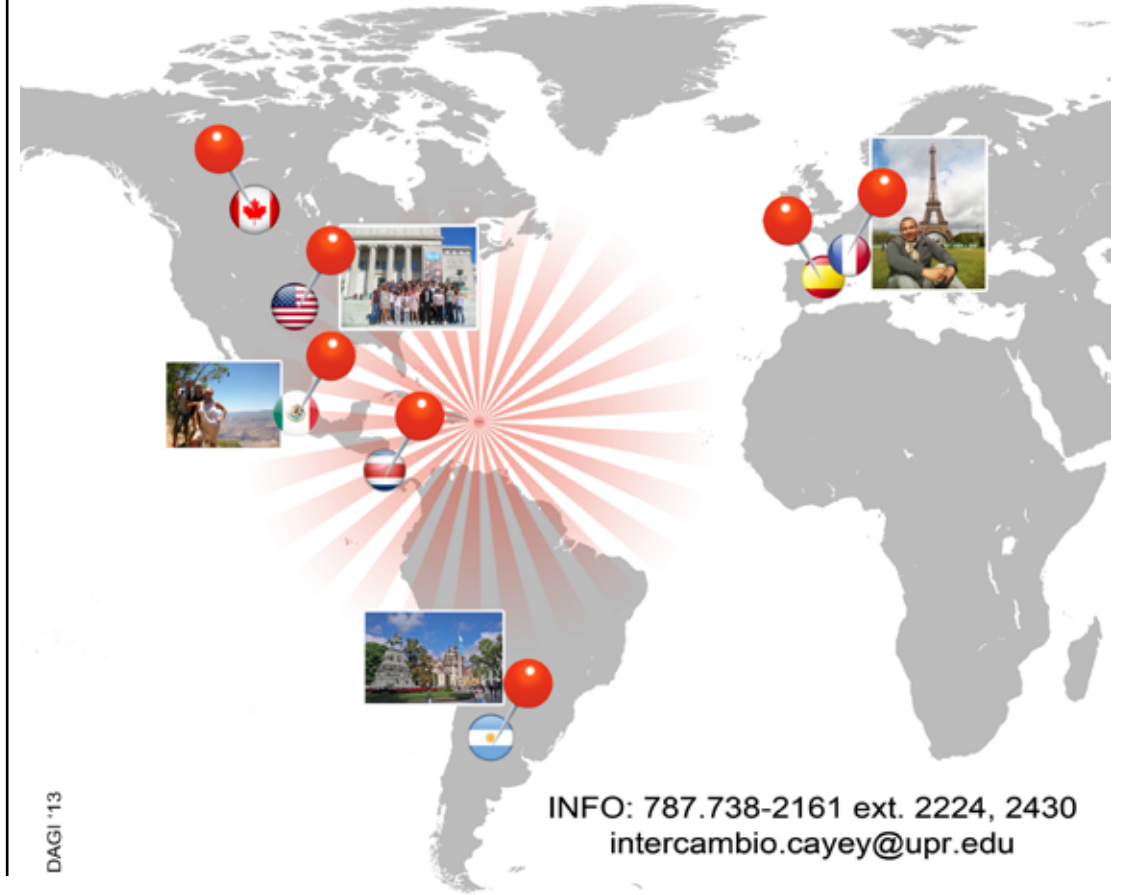 INFO: 787.738-2161 ext. 2224, 2430
intercambio.cayey@upr.edu
DAGI '13